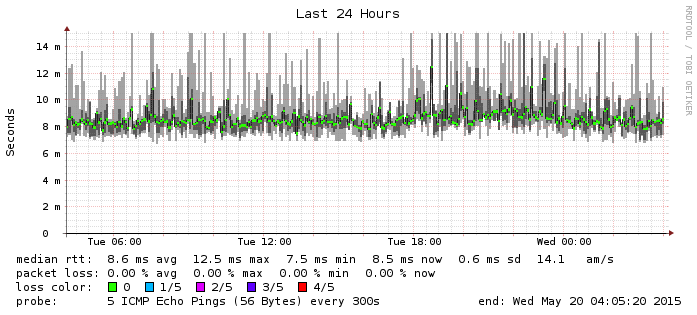 Last 24 Hours
RRDTOOL / TOBI OETIKER
Seconds
14 m
12 m
10 m
8 m
6 m
4 m
2 m
0
Tue 06:00 Tue 12:00 Tue 18:00 Wed 00:00
median rtt: 8.6 ms avg 12.5 ms max 7.5 ms min 8.5 ms now 0.6 ms sd 14.1 am/s
packet loss: 0.00 % avg 0.00 % max 0.00 % min 0.00 % now
loss color: 0 1/5 2/5 3/5 4/5
probe: 5 ICMP Echo Pings (56 Bytes) every 300s end: Wed May 20 04:05:20 2015